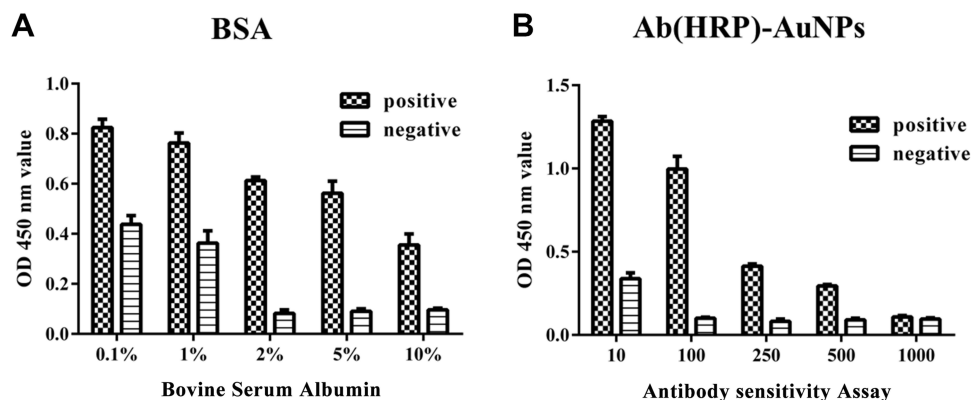 A
BSA
OD 450 nm value
1.0
0.8
0.6
0.4
0.2
0.0
positive
negative
0.1% 1% 2% 5% 10%
Bovine Serum Albumin
B
Ab(HRP)-AuNPs
OD 450 nm value
1.5
1.0
0.5
0.0
positive
negative
10 100 250 500 1000
Antibody sensitivity Assay